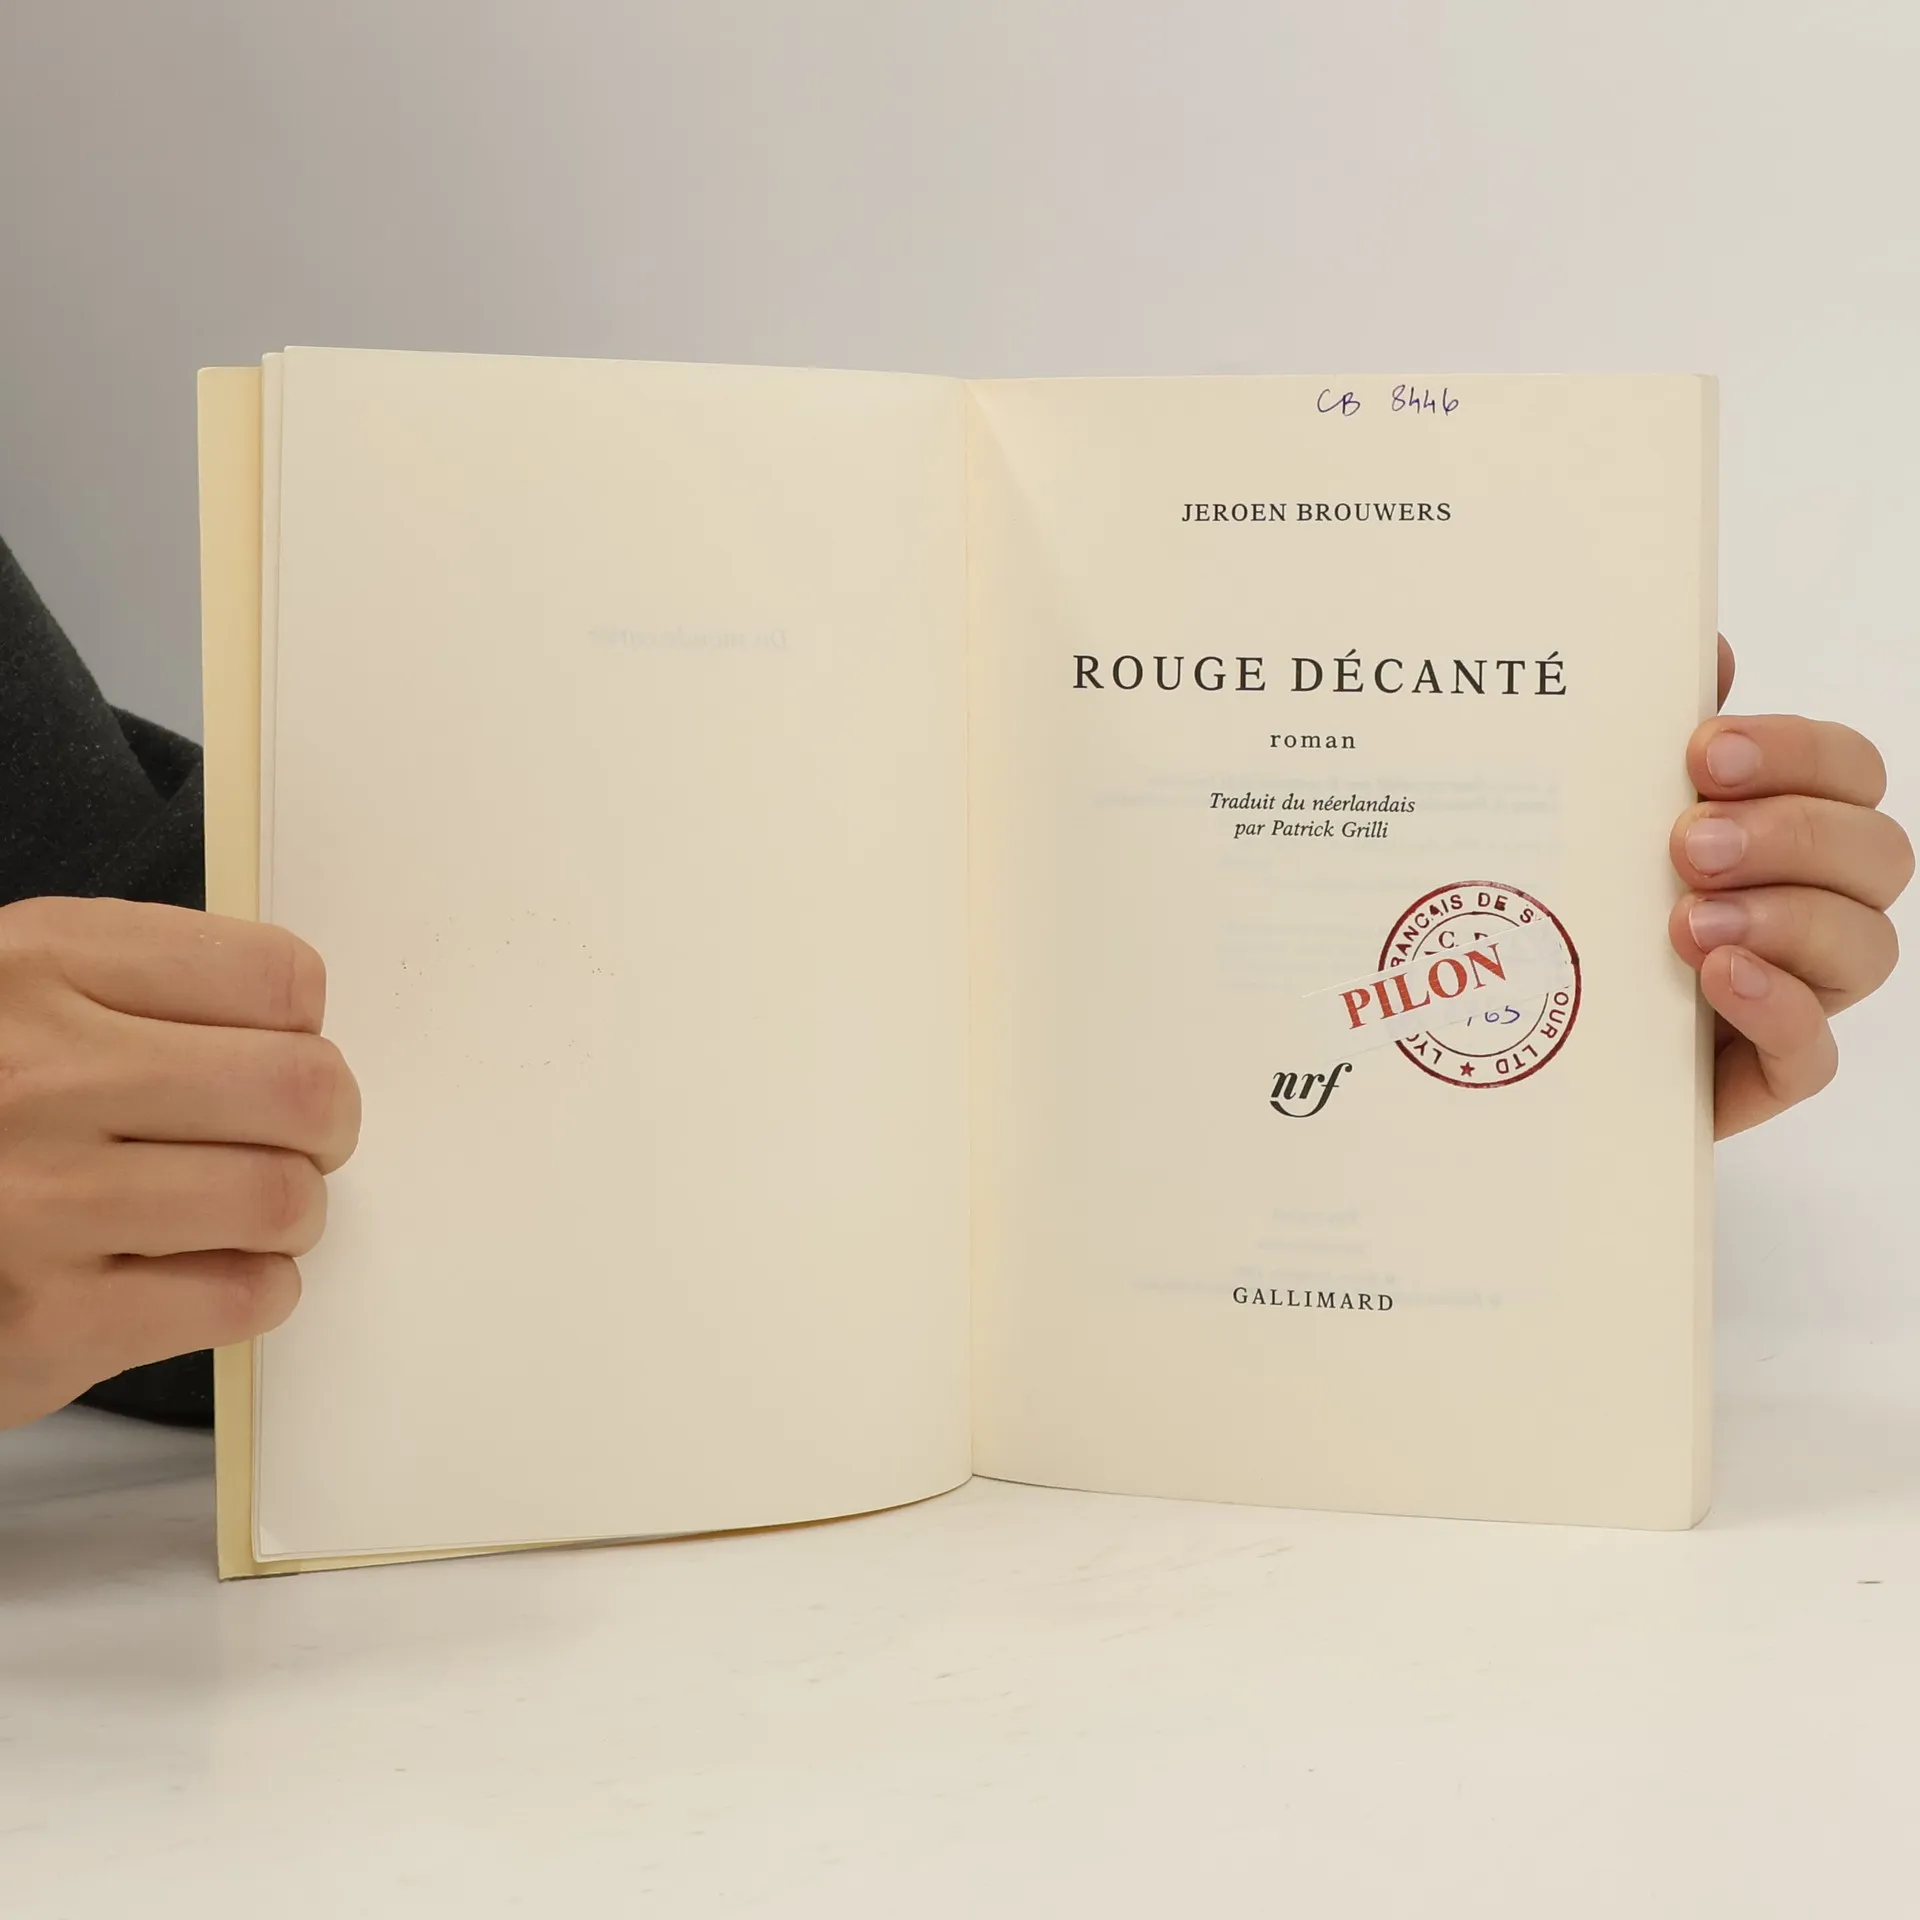 CB 8446
JEROEN BROUWERS
ROUGE DÉCANTÉ
roman
Traduit du néerlandais
par Patrick Grilli
PILON
nrf
GALLIMARD